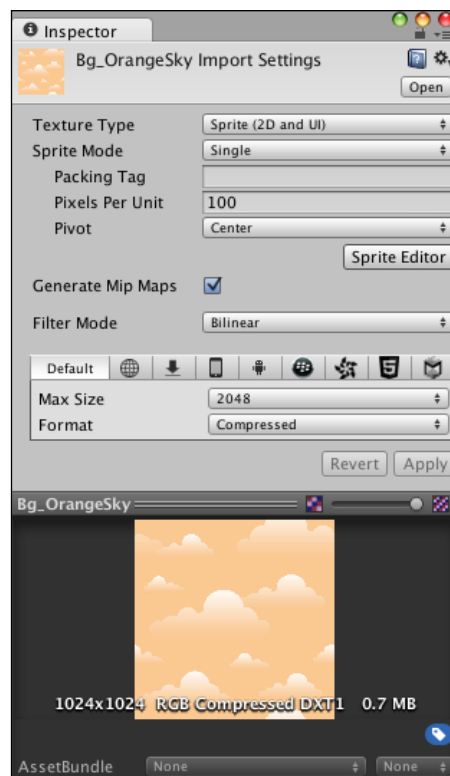 Inspector
Bg_OrangeSky Import Settings
Open
Texture Type Sprite (2D and UI)
Sprite Mode Single
Packing Tag
Pixels Per Unit 100
Pivot Center
Sprite Editor
Generate Mip Maps
Filter Mode Bilinear
Default
Max Size 2048
Format Compressed
Revert Apply
Bg_OrangeSky
1024x1024 RGB Compressed DXT1 0.7 MB
AssetBundle None None